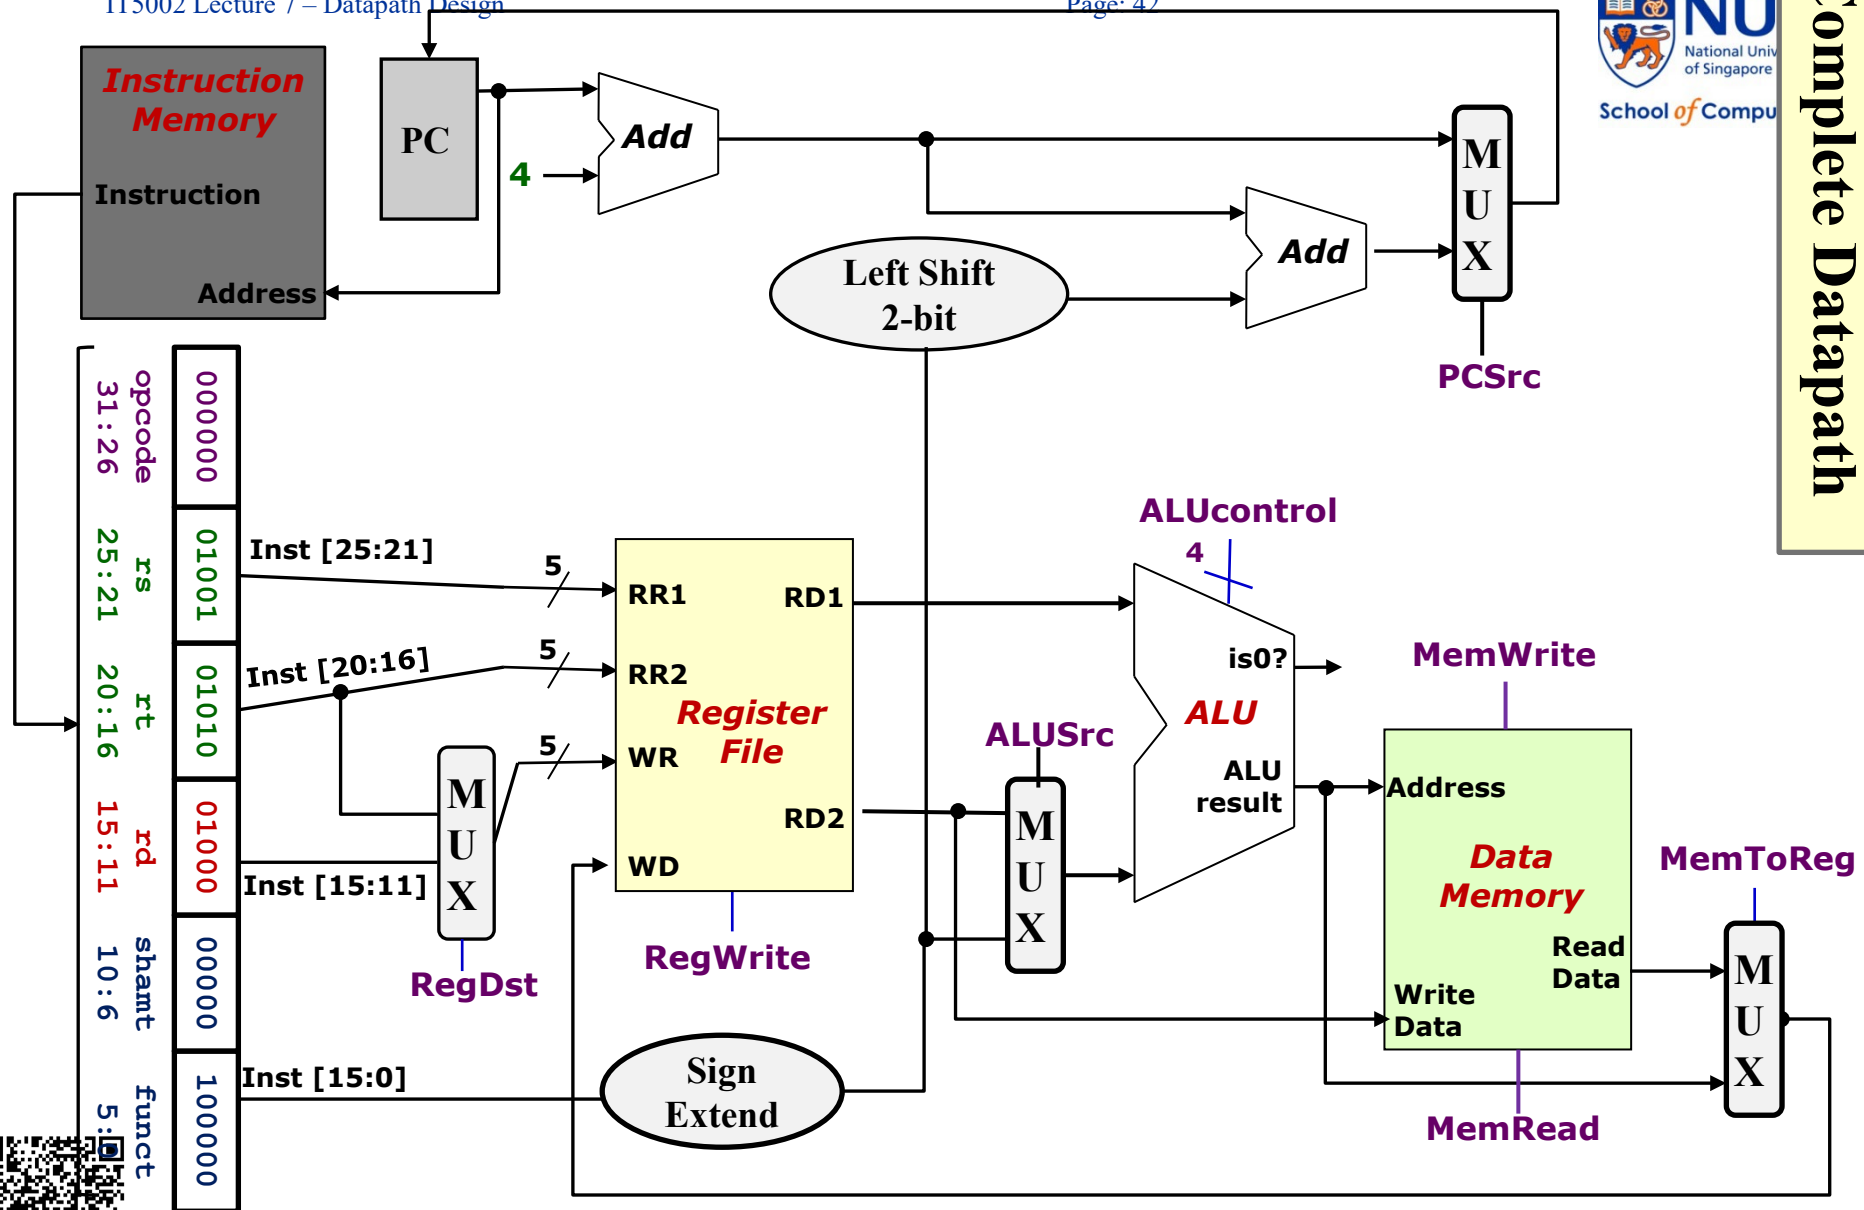 IT5002 Lecture 7 – Datapath Design
Page: 42
NU
National Univ
of Singapore
School of Compu
Complete Datapath
Instruction
Memory
Instruction
Address
PC
4
Add
Add
M
U
X
PCSrc
Left Shift
2-bit
opcode
31:26
000000
rs
25:21
01001
rt
20:16
01010
rd
15:11
01000
shamt
10:6
00000
funct
5:0
100000
Inst [25:21]
5
Inst [20:16]
5
5
Inst [15:11]
M
U
X
RegDst
RR1
RR2
WR
WD
RD1
RD2
Register
File
RegWrite
Inst [15:0]
Sign
Extend
ALUSrc
M
U
X
ALUcontrol
4
is0?
ALU
ALU
result
MemWrite
Address
Data
Memory
Read
Data
Write
Data
MemRead
MemToReg
M
U
X